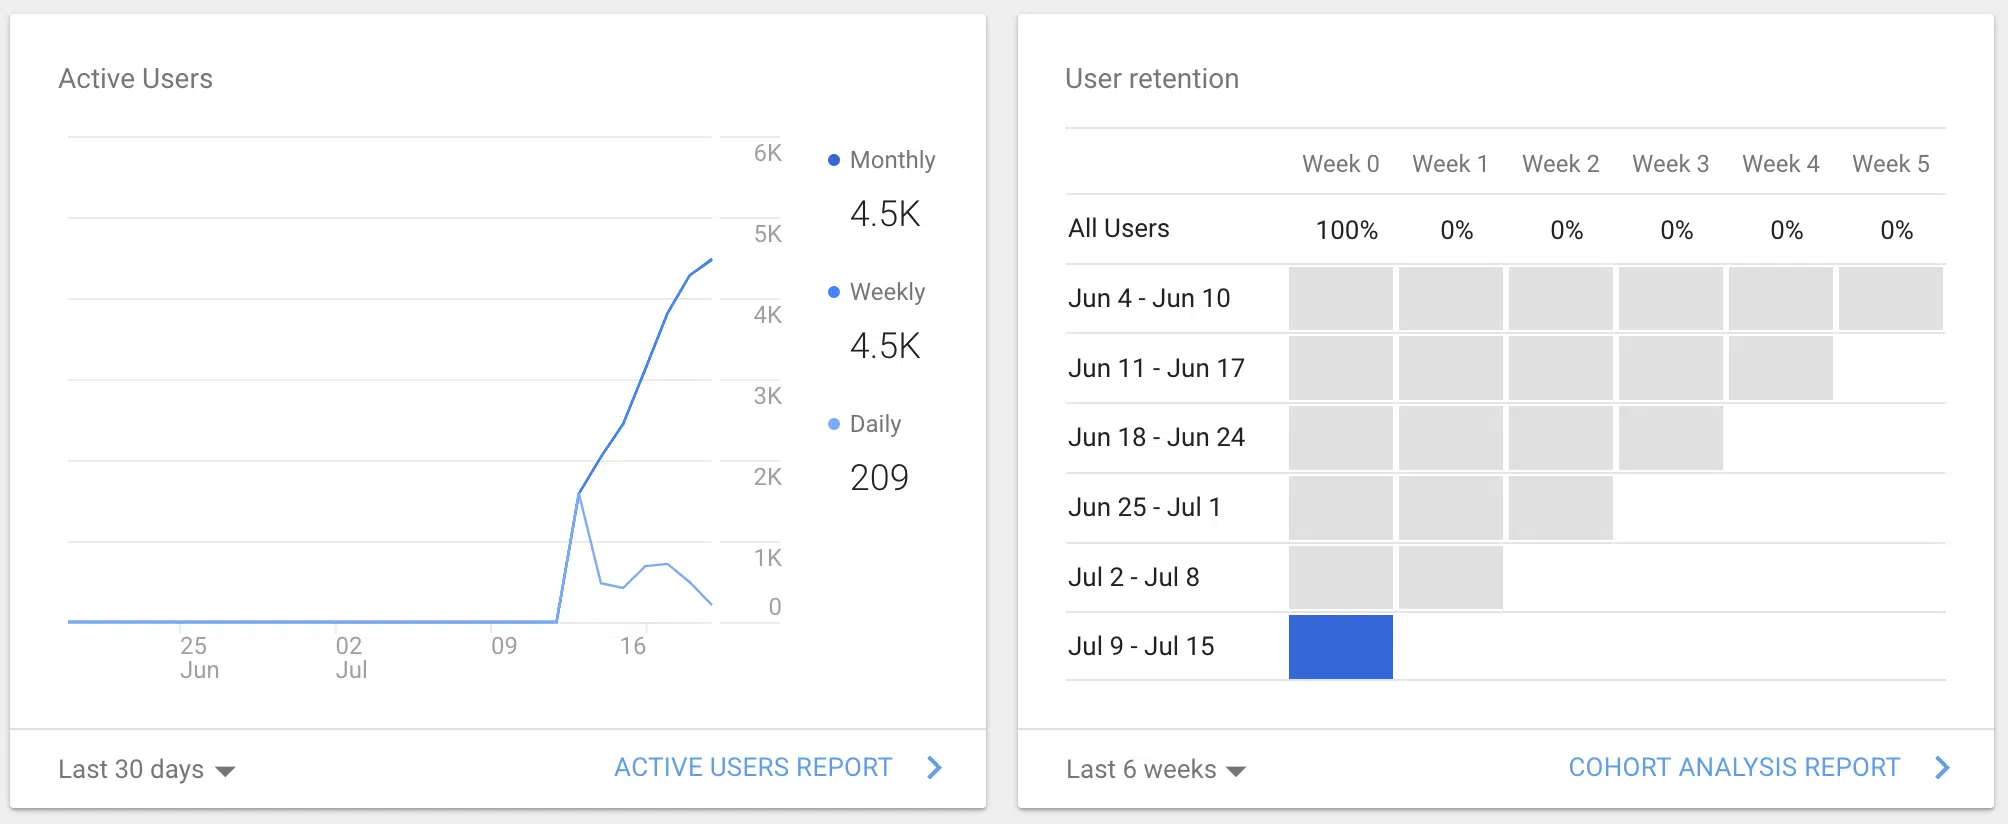 Active Users
6K
5K
4K
3K
2K
1K
0
25 Jun
02 Jul
09
16
Monthly
4.5K
Weekly
4.5K
Daily
209
Last 30 days
ACTIVE USERS REPORT
User retention
Week 0 Week 1 Week 2 Week 3 Week 4 Week 5
All Users 100% 0% 0% 0% 0% 0%
Jun 4 - Jun 10
Jun 11 - Jun 17
Jun 18 - Jun 24
Jun 25 - Jul 1
Jul 2 - Jul 8
Jul 9 - Jul 15
Last 6 weeks
COHORT ANALYSIS REPORT